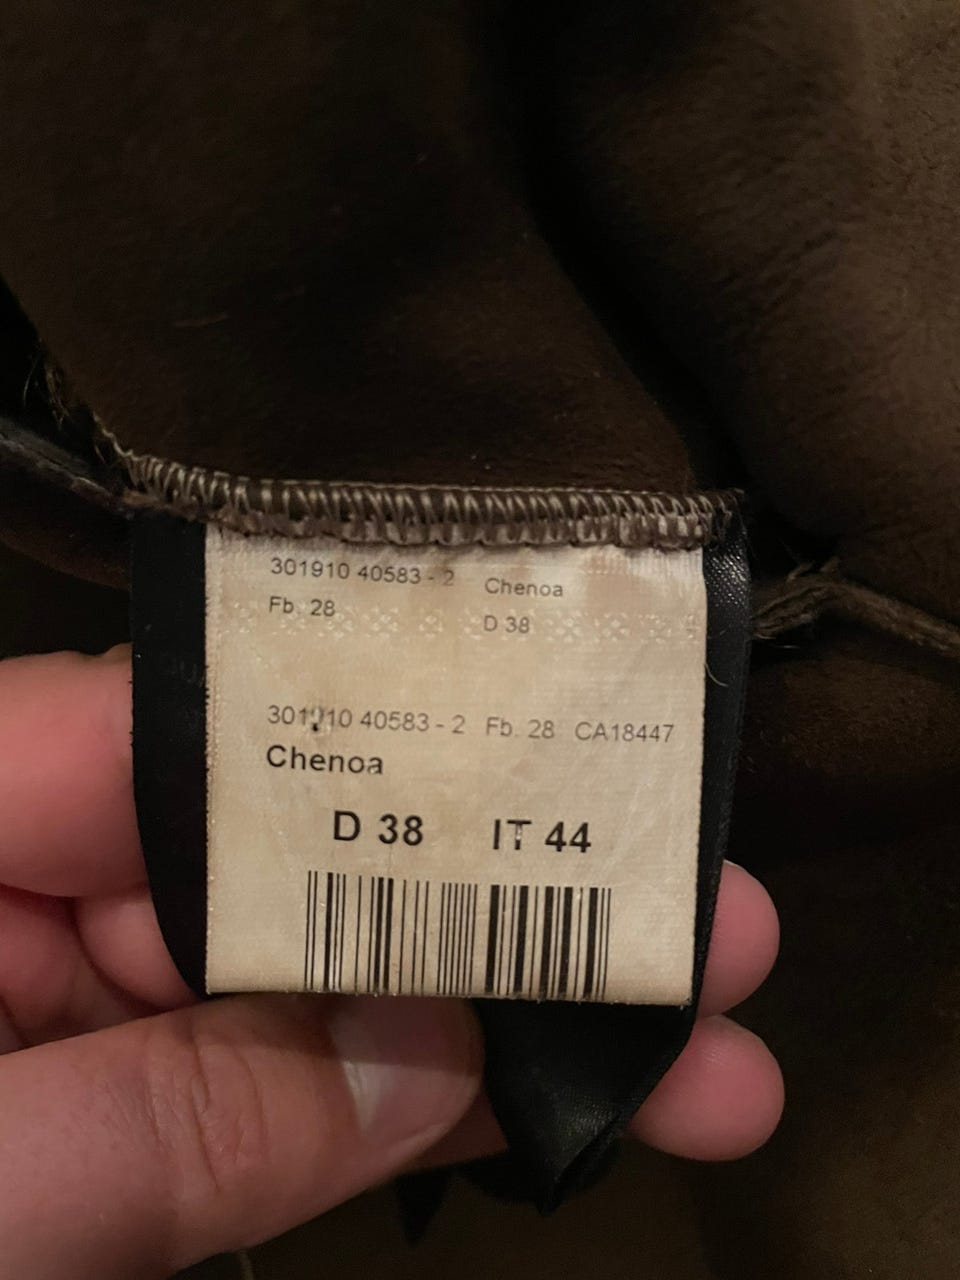 301910 40583 - 2 Chenoa
Fb. 28 D 38
301910 40583 - 2 Fb. 28 CA18447
Chenoa
D 38 IT 44